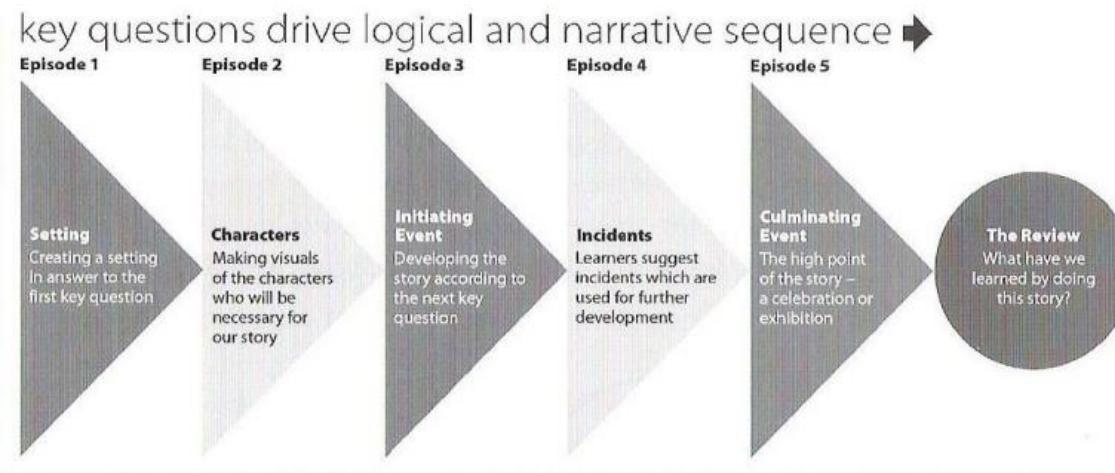 key questions drive logical and narrative sequence
Episode 1
Episode 2
Episode 3
Episode 4
Episode 5
Setting
Creating a setting
in answer to the
first key question
Characters
Making visuals
of the characters
who will be
necessary for
our story
Initiating
Event
Developing the
story according to
the next key
question
Incidents
Learners suggest
incidents which are
used for further
development
Culminating
Event
The high point
of the story –
a celebration or
exhibition
The Review
What have we
learned by doing
this story?